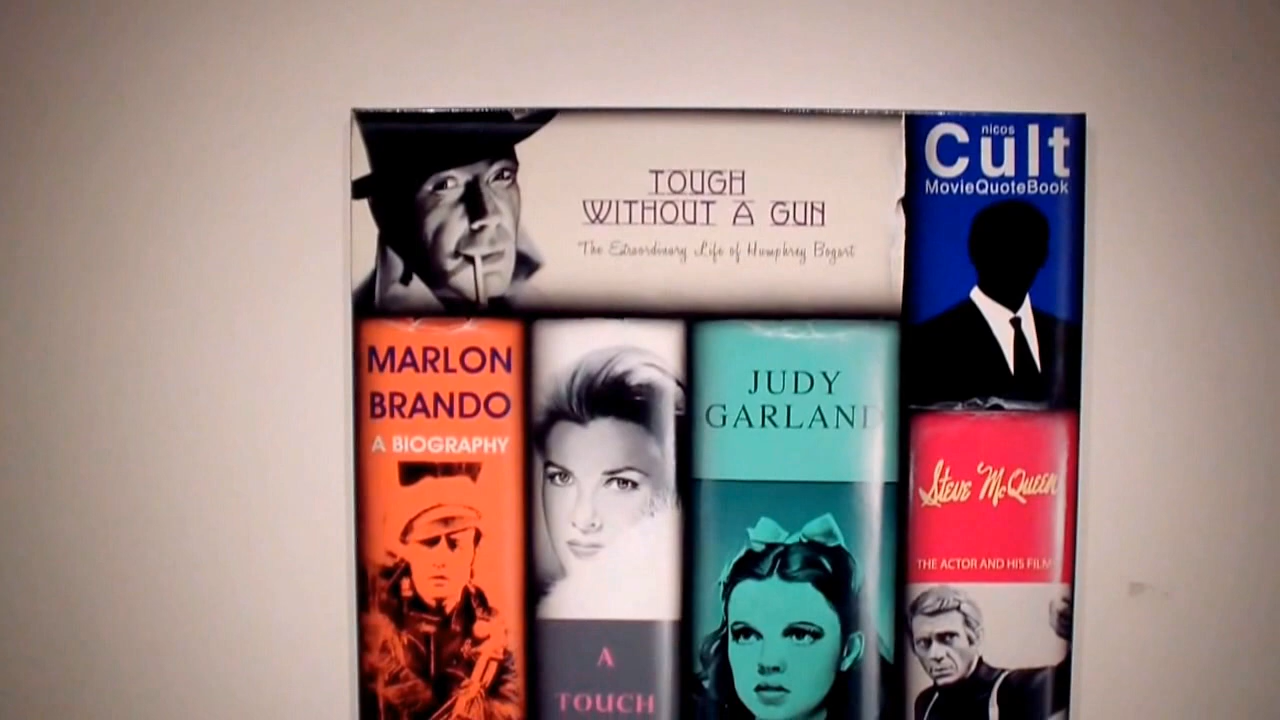 TOUGH
WITHOUT A GUN
The Extraordinary Life of Humphrey Bogart
nicos
Cult
MovieQuoteBook
MARLON
BRANDO
A BIOGRAPHY
A
TOUCH
JUDY
GARLAND
Steve McQueen
THE ACTOR AND HIS FILM